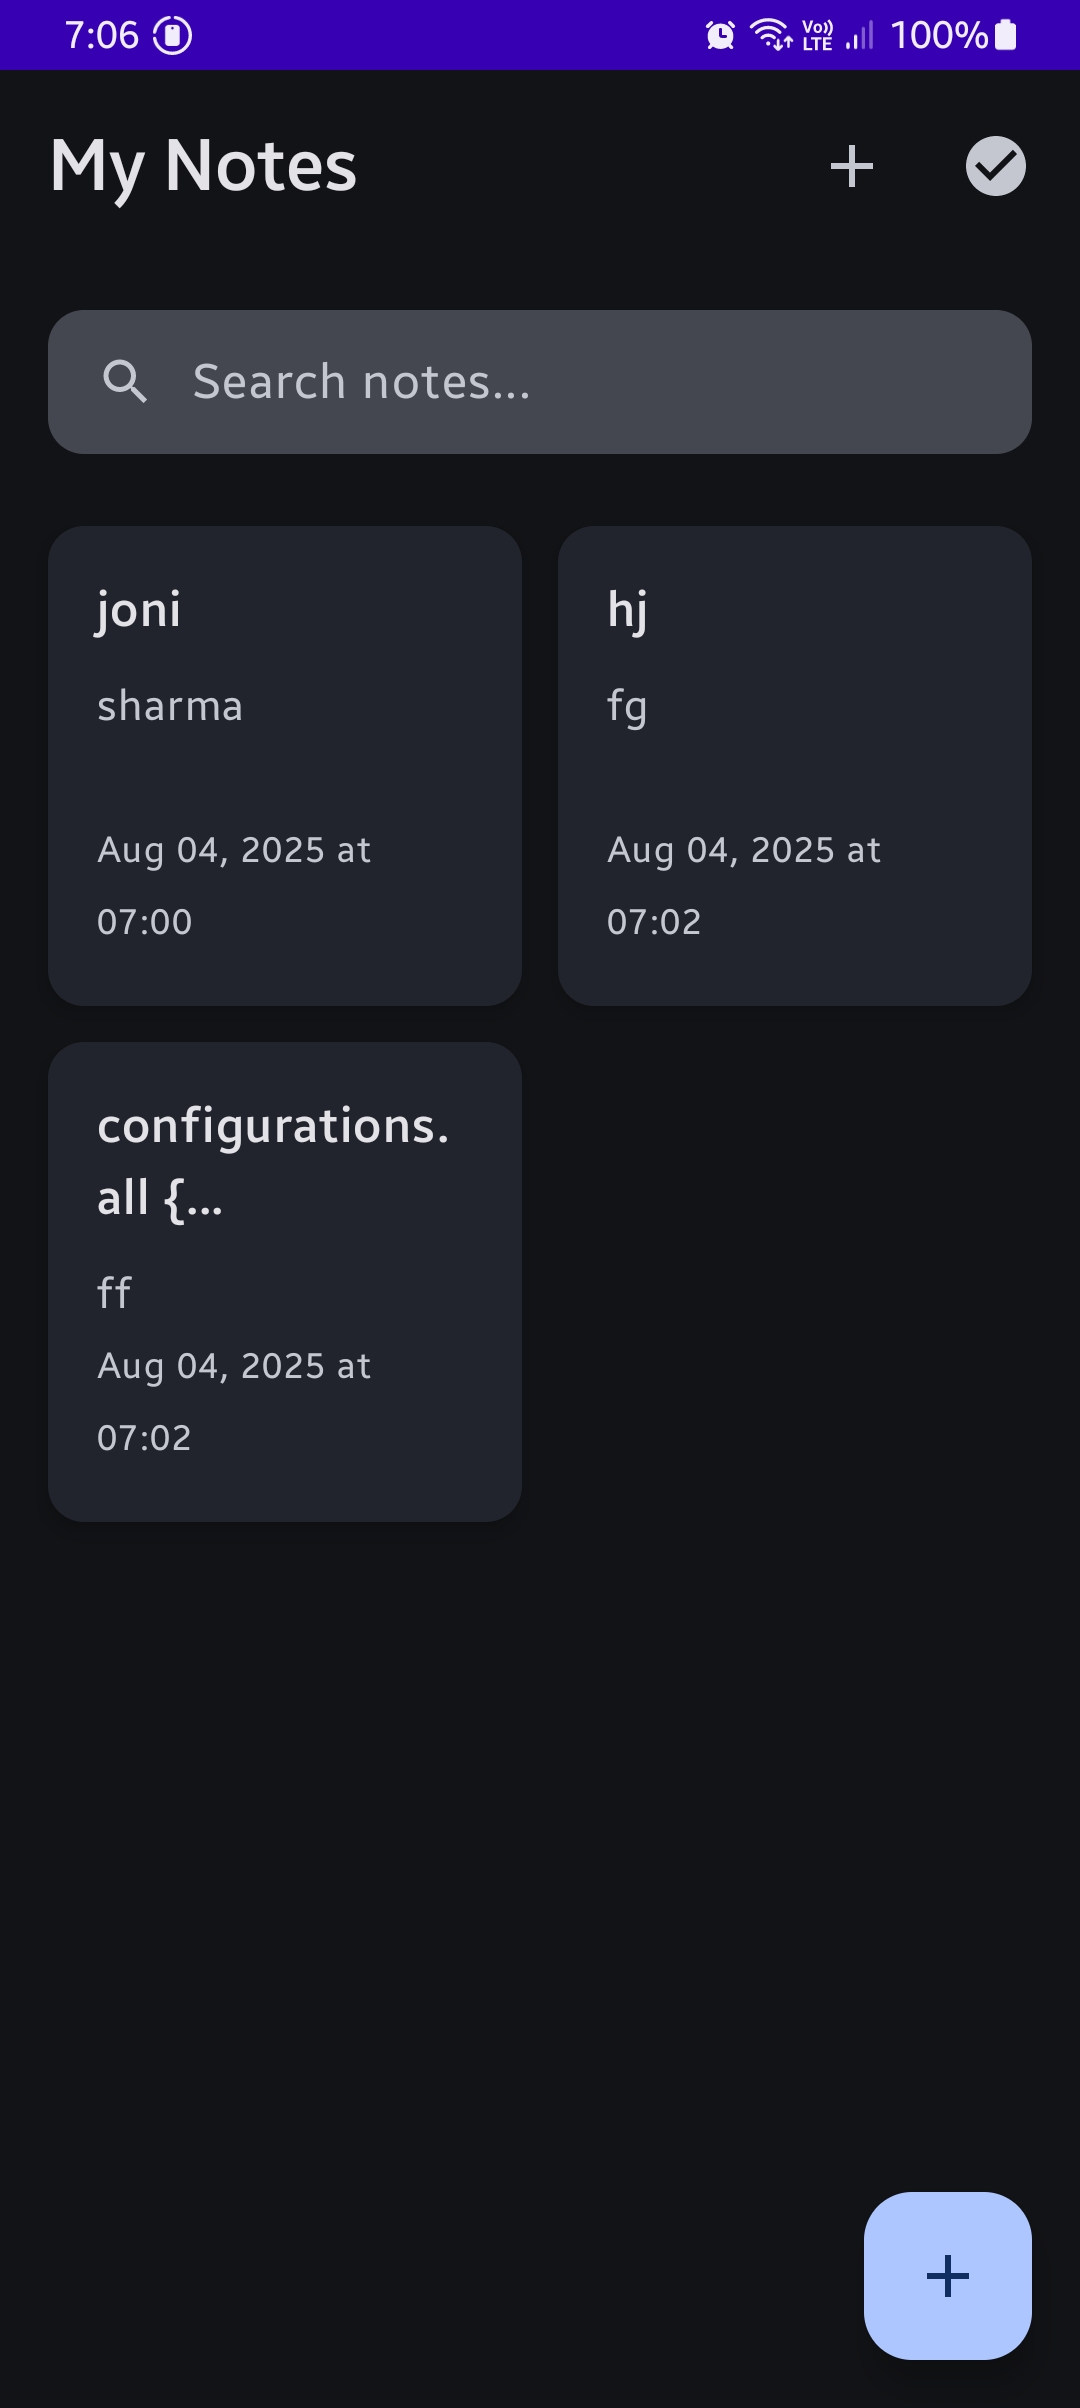 7:06
Vo)) LTE 100%
My Notes
Search notes...
joni
sharma
Aug 04, 2025 at
07:00
hj
fg
Aug 04, 2025 at
07:02
configurations.
all {...
ff
Aug 04, 2025 at
07:02